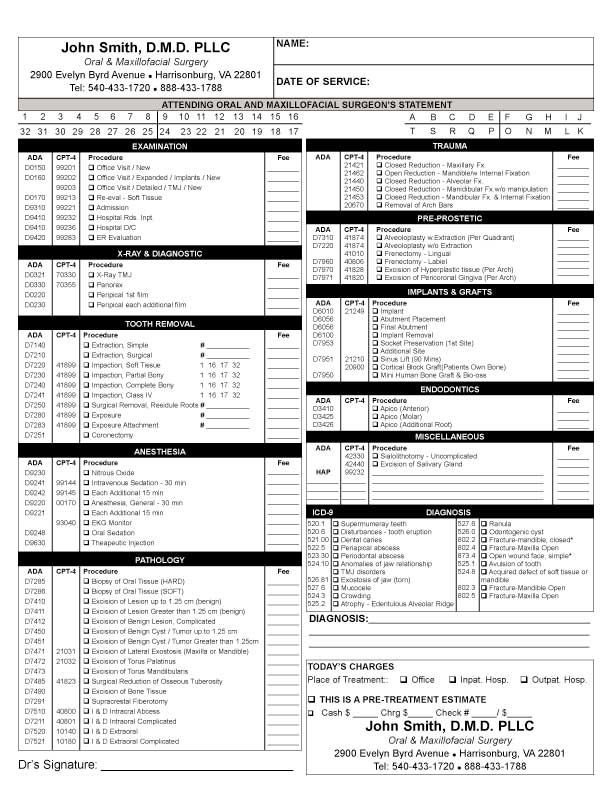 John Smith, D.M.D. PLLC
Oral & Maxillofacial Surgery
2900 Evelyn Byrd Avenue • Harrisonburg, VA 22801
Tel: 540-433-1720 • 888-433-1788
NAME:
DATE OF SERVICE:
ATTENDING ORAL AND MAXILLOFACIAL SURGEON'S STATEMENT
1 2 3 4 5 6 7 8 9 10 11 12 13 14 15 16
32 31 30 29 28 27 26 25 24 23 22 21 20 19 18 17
A B C D E F G H I J
T S R Q P O N M L K
EXAMINATION
ADA CPT-4 Procedure Fee
D0150 99201 ❑ Office Visit / New
D0160 99202 ❑ Office Visit / Expanded / Implants / New
99203 ❑ Office Visit / Detailed / TMJ / New
D0170 99213 ❑ Re-eval - Soft Tissue
D9310 99221 ❑ Admission
D9410 99232 ❑ Hospital Rds. Inpt
D9410 99236 ❑ Hospital D/C
D9420 99283 ❑ ER Evaluation
X-RAY & DIAGNOSTIC
ADA CPT-4 Procedure Fee
D0321 70330 ❑ X-Ray TMJ
D0330 70355 ❑ Panorex
D0220 ❑ Peripical 1st film
D0230 ❑ Peripical each additional film
TOOTH REMOVAL
ADA CPT-4 Procedure Fee
D7140 ❑ Extraction, Simple #
D7210 ❑ Extraction, Surgical #
D7220 41899 ❑ Impaction, Soft Tissue 1 16 17 32
D7230 41899 ❑ Impaction, Partial Bony 1 16 17 32
D7240 41899 ❑ Impaction, Complete Bony 1 16 17 32
D7241 41899 ❑ Impaction, Class IV 1 16 17 32
D7250 41899 ❑ Surgical Removal, Residule Roots #
D7280 41899 ❑ Exposure #
D7283 41899 ❑ Exposure Attachment #
D7251 ❑ Coronectomy
ANESTHESIA
ADA CPT-4 Procedure Fee
D9230 ❑ Nitrous Oxide
D9241 99144 ❑ Intravenous Sedation - 30 min
D9242 99145 ❑ Each Additional 15 min
D9220 00170 ❑ Anesthesia, General - 30 min
D9221 ❑ Each Additional 15 min
93040 ❑ EKG Monitor
D9248 ❑ Oral Sedation
D9630 ❑ Theapeutic Injection
PATHOLOGY
ADA CPT-4 Procedure Fee
D7285 ❑ Biopsy of Oral Tissue (HARD)
D7286 ❑ Biopsy of Oral Tissue (SOFT)
D7410 ❑ Excision of Lesion up to 1.25 cm (benign)
D7411 ❑ Excision of Lesion Greater than 1.25 cm (benign)
D7412 ❑ Excision of Benign Lesion, Complicated
D7450 ❑ Excision of Benign Cyst / Tumor up to 1.25 cm
D7451 ❑ Excision of Benign Cyst / Tumor Greater than 1.25cm
D7471 21031 ❑ Excision of Lateral Exostosis (Maxilla or Mandible)
D7472 21032 ❑ Excision of Torus Palatinus
D7473 ❑ Excision of Torus Mandibularis
D7485 41823 ❑ Surgical Reduction of Osseous Tuberosity
D7490 ❑ Excision of Bone Tissue
D7291 ❑ Supracrestal Fiberotomy
D7510 40800 ❑ I & D Intraoral Abcess
D7211 40801 ❑ I & D Intraoral Complicated
D7520 10140 ❑ I & D Extraoral
D7521 10180 ❑ I & D Extraoral Complicated
Dr's Signature:
TRAUMA
ADA CPT-4 Procedure Fee
21421 ❑ Closed Reduction - Maxillary Fx.
21462 ❑ Open Reduction - Mandible/w Internal Fixation
21440 ❑ Closed Reduction - Alveolar Fx.
21450 ❑ Closed Reduction - Manidibular Fx w/o manipulation
21453 ❑ Closed Reduction - Mandibular Fx. & Internal Fixation
20670 ❑ Removal of Arch Bars
PRE-PROSTETIC
ADA CPT-4 Procedure Fee
D7310 41874 ❑ Alveoloplasty w.Extraction (Per Quadrant)
D7220 41874 ❑ Alveoloplasty w/o Extraction
41010 ❑ Frenectomy - Lingual
D7960 40806 ❑ Frenectomy - Labiel
D7970 41828 ❑ Excision of Hyperplastic tissue (Per Arch)
D7971 41820 ❑ Excision of Pericoronal Gingiva (Per Arch)
IMPLANTS & GRAFTS
ADA CPT-4 Procedure Fee
D6010 21249 ❑ Implant
D6056 ❑ Abutment Placement
D6056 ❑ Final Abutment
D6100 ❑ Implant Removal
D7953 ❑ Socket Preservation (1st Site)
❑ Additional Site
D7951 21210 ❑ Sinus Lift (90 Mins)
20900 ❑ Cortical Block Graft(Patients Own Bone)
D7950 ❑ Mini Human Bone Graft & Bio-oss
ENDODONTICS
ADA CPT-4 Procedure Fee
D3410 ❑ Apico (Anterior)
D3425 ❑ Apico (Molar)
D3426 ❑ Apico (Additional Root)
MISCELLANEOUS
ADA CPT-4 Procedure Fee
42330 ❑ Sialolithotomy - Uncomplicated
42440 ❑ Excision of Salivary Gland
HAP 99232
ICD-9 DIAGNOSIS
520.1 ❑ Supermumeray teeth
520.6 ❑ Disturbances - tooth eruption
521.00 ❑ Dental caries
522.5 ❑ Periapical abscess
523.30 ❑ Periodontal abscess
524.10 ❑ Anomalies of jaw relationship
❑ TMJ disorders
526.81 ❑ Exostosis of jaw (torn)
527.6 ❑ Mucocele
524.3 ❑ Crowding
525.2 ❑ Atrophy - Edentulous Alveolar Ridge
527.6 ❑ Ranula
526.0 ❑ Odontogenic cyst
802.2 ❑ Fracture-mandible, closed*
802.4 ❑ Fracture-Maxilla Open
873.4 ❑ Open wound face, simple*
525.1 ❑ Avulsion of tooth
524.8 ❑ Acquired defect of soft tissue or
mandible
802.3 ❑ Fracture-Mandible Open
802.5 ❑ Fracture-Maxilla Open
DIAGNOSIS:
TODAY'S CHARGES
Place of Treatment:: ❑ Office ❑ Inpat. Hosp. ❑ Outpat. Hosp.
❑ THIS IS A PRE-TREATMENT ESTIMATE
❑ Cash $ Chrg $ Check # / $
John Smith, D.M.D. PLLC
Oral & Maxillofacial Surgery
2900 Evelyn Byrd Avenue • Harrisonburg, VA 22801
Tel: 540-433-1720 • 888-433-1788